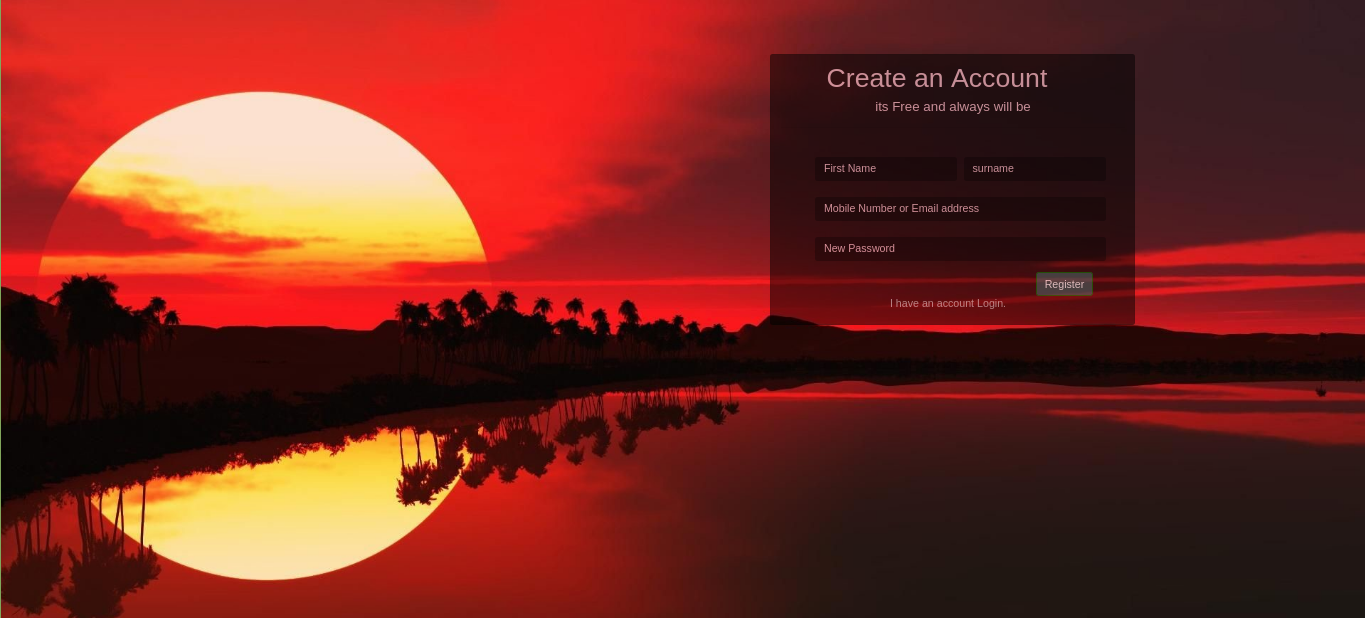 Create an Account
its Free and always will be
First Name surname
Mobile Number or Email address
New Password
Register
I have an account Login.